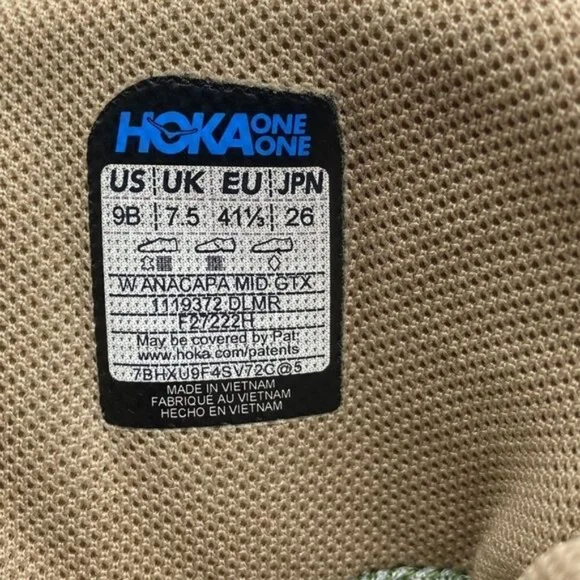 HOKA ONE ONE
US UK EU JPN
9B 7.5 41⅓ 26
W ANACAPA MID GTX
1119372 DLMR
F27222H
May be covered by Pat:
www.hoka.com/patents
7BHXU9F4SV72C@5
MADE IN VIETNAM
FABRIQUÉ AU VIETNAM
HECHO EN VIETNAM